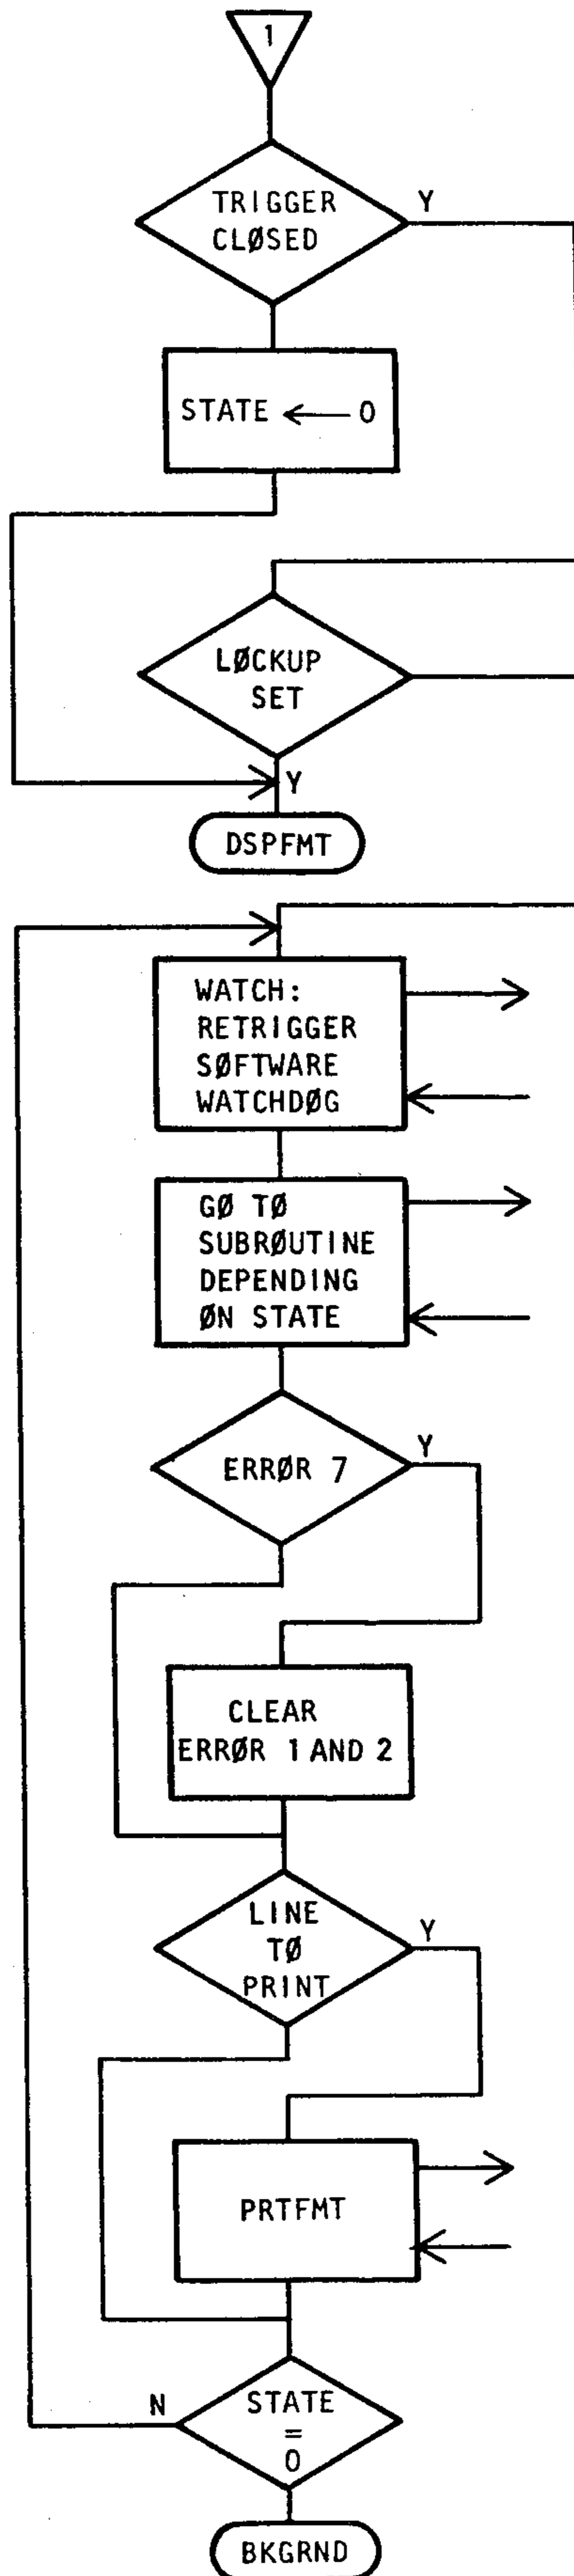 1
TRIGGER
CLØSED
Y
STATE ← 0
LØCKUP
SET
Y
DSPFMT
WATCH:
RETRIGGER
SØFTWARE
WATCHDØG
GØ TØ
SUBRØUTINE
DEPENDING
ØN STATE
ERRØR 7
Y
CLEAR
ERRØR 1 AND 2
LINE
TØ
PRINT
Y
PRTFMT
STATE
=
0
N
BKGRND